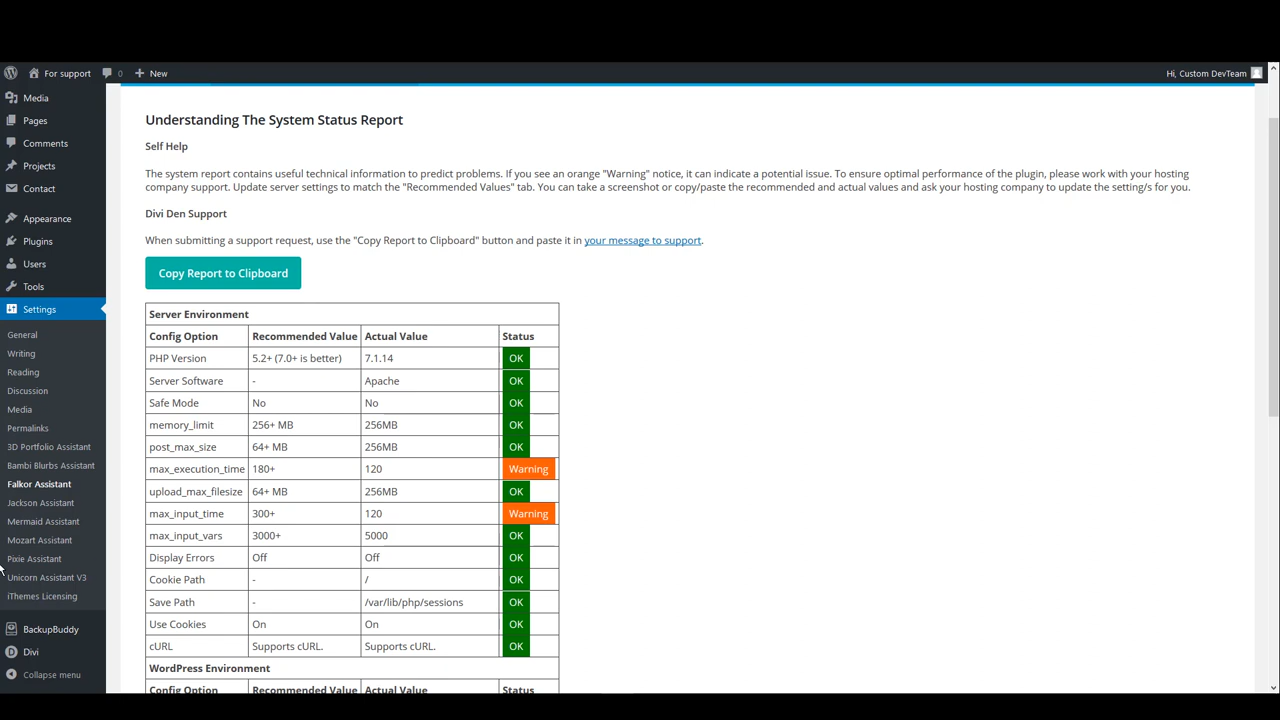 For support 0 New Hi, Custom DevTeam
Media
Pages
Comments
Projects
Contact
Appearance
Plugins
Users
Tools
Settings
General
Writing
Reading
Discussion
Media
Permalinks
3D Portfolio Assistant
Bambi Blurbs Assistant
Falkor Assistant
Jackson Assistant
Mermaid Assistant
Mozart Assistant
Pixie Assistant
Unicorn Assistant V3
iThemes Licensing
BackupBuddy
Divi
Collapse menu
Understanding The System Status Report
Self Help
The system report contains useful technical information to predict problems. If you see an orange "Warning" notice, it can indicate a potential issue. To ensure optimal performance of the plugin, please work with your hosting
company support. Update server settings to match the "Recommended Values" tab. You can take a screenshot or copy/paste the recommended and actual values and ask your hosting company to update the setting/s for you.
Divi Den Support
When submitting a support request, use the "Copy Report to Clipboard" button and paste it in your message to support.
Copy Report to Clipboard
Server Environment
Config Option Recommended Value Actual Value Status
PHP Version 5.2+ (7.0+ is better) 7.1.14 OK
Server Software - Apache OK
Safe Mode No No OK
memory_limit 256+ MB 256MB OK
post_max_size 64+ MB 256MB OK
max_execution_time 180+ 120 Warning
upload_max_filesize 64+ MB 256MB OK
max_input_time 300+ 120 Warning
max_input_vars 3000+ 5000 OK
Display Errors Off Off OK
Cookie Path - / OK
Save Path - /var/lib/php/sessions OK
Use Cookies On On OK
cURL Supports cURL. Supports cURL. OK
WordPress Environment
Config Option Recommended Value Actual Value Status